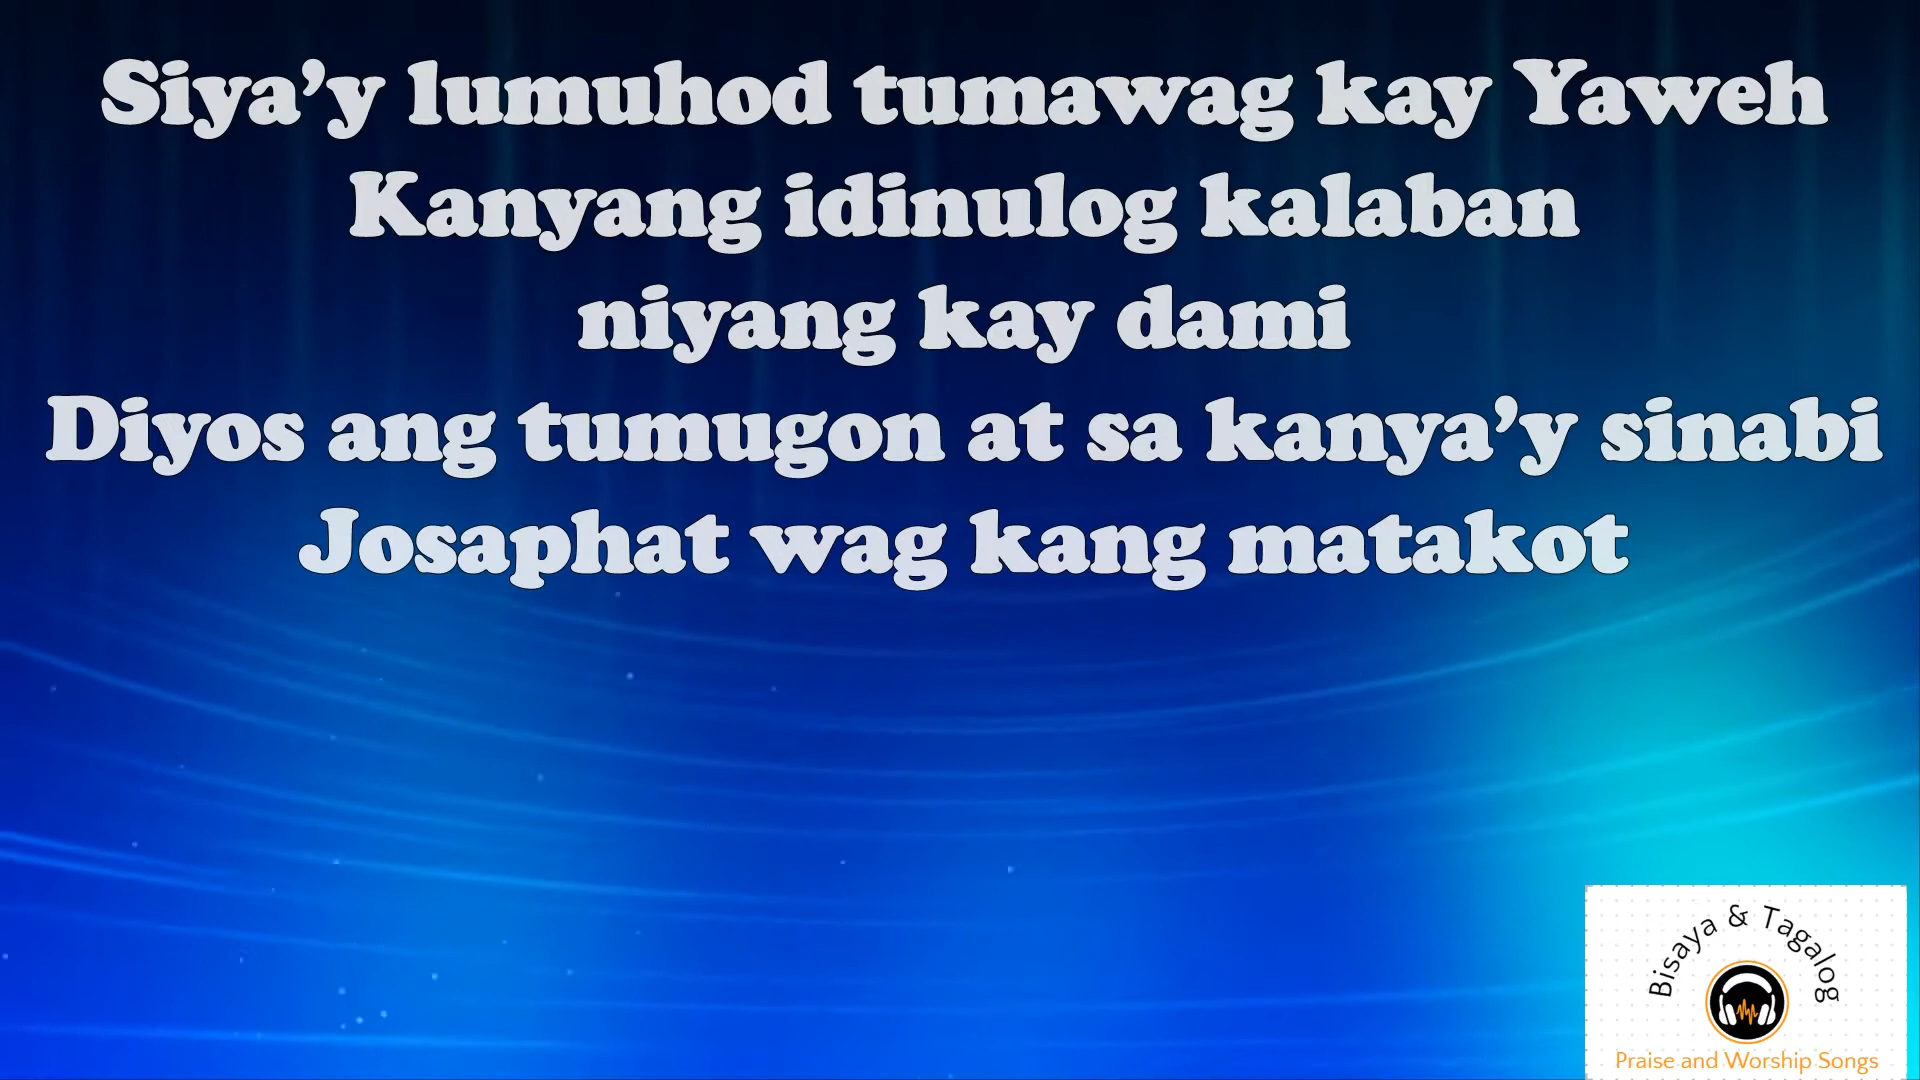 Siya’y lumuhod tumawag kay Yaweh
Kanyang idinulog kalaban
niyang kay dami
Diyos ang tumugon at sa kanya’y sinabi
Josaphat wag kang matakot
Bisaya & Tagalog
Praise and Worship Songs